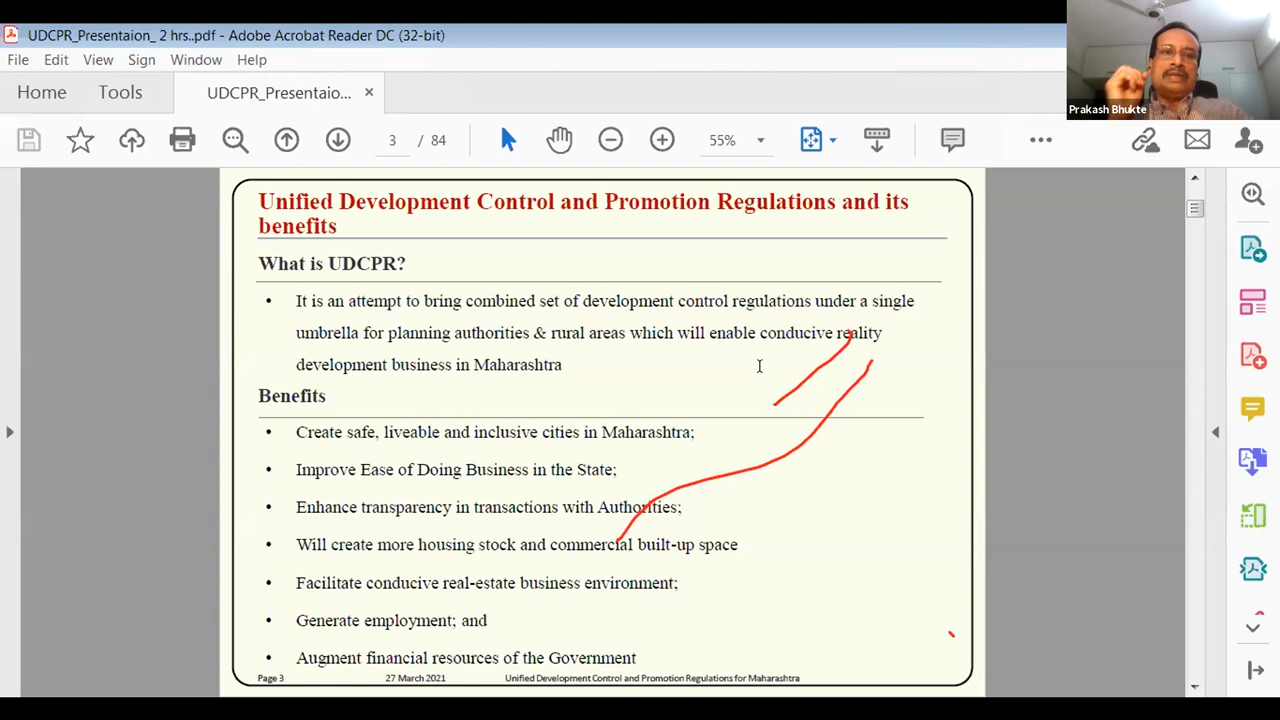 UDCPR_Presentaion_ 2 hrs..pdf - Adobe Acrobat Reader DC (32-bit)
File Edit View Sign Window Help
Home Tools UDCPR_Presentaio... ×
3 / 84 55%
Prakash Bhukte
Unified Development Control and Promotion Regulations and its
benefits
What is UDCPR?
• It is an attempt to bring combined set of development control regulations under a single
umbrella for planning authorities & rural areas which will enable conducive reality
development business in Maharashtra
Benefits
• Create safe, liveable and inclusive cities in Maharashtra;
• Improve Ease of Doing Business in the State;
• Enhance transparency in transactions with Authorities;
• Will create more housing stock and commercial built-up space
• Facilitate conducive real-estate business environment;
• Generate employment; and
• Augment financial resources of the Government
Page 3 27 March 2021 Unified Development Control and Promotion Regulations for Maharashtra